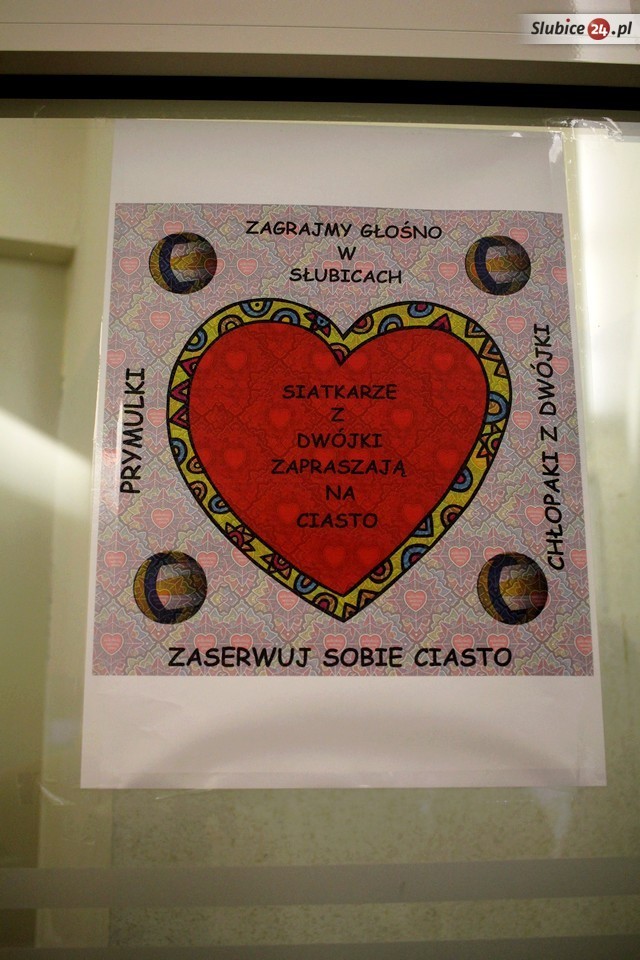 Slubice24.pl
ZAGRAJMY GŁOŚNO
W
SŁUBICACH
PRYMULKI
SIATKARZE
Z
DWÓJKI
ZAPRASZAJĄ
NA
CIASTO
CHŁOPAKI Z DWÓJKI
ZASERWUJ SOBIE CIASTO